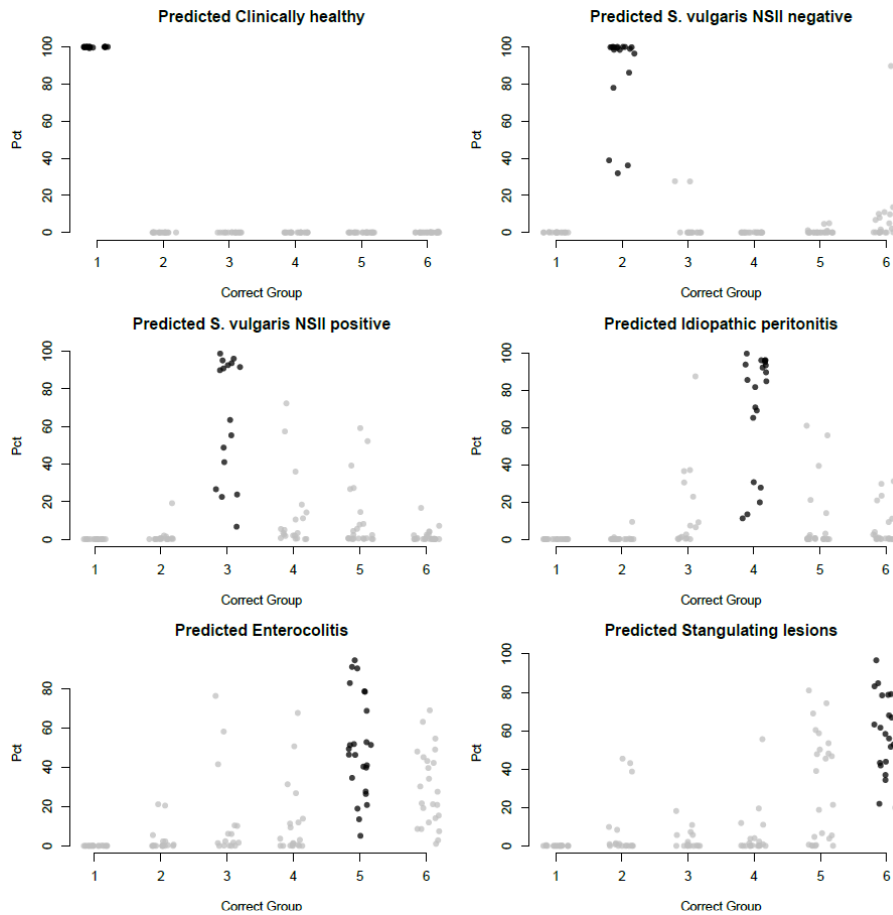 Predicted Clinically healthy
Pct
100
80
60
40
20
0
1 2 3 4 5 6
Correct Group
Predicted S. vulgaris NSII negative
Pct
100
80
60
40
20
0
1 2 3 4 5 6
Correct Group
Predicted S. vulgaris NSII positive
Pct
100
80
60
40
20
0
1 2 3 4 5 6
Correct Group
Predicted Idiopathic peritonitis
Pct
100
80
60
40
20
0
1 2 3 4 5 6
Correct Group
Predicted Enterocolitis
Pct
80
60
40
20
0
1 2 3 4 5 6
Correct Group
Predicted Stangulating lesions
Pct
100
80
60
40
20
0
1 2 3 4 5 6
Correct Group